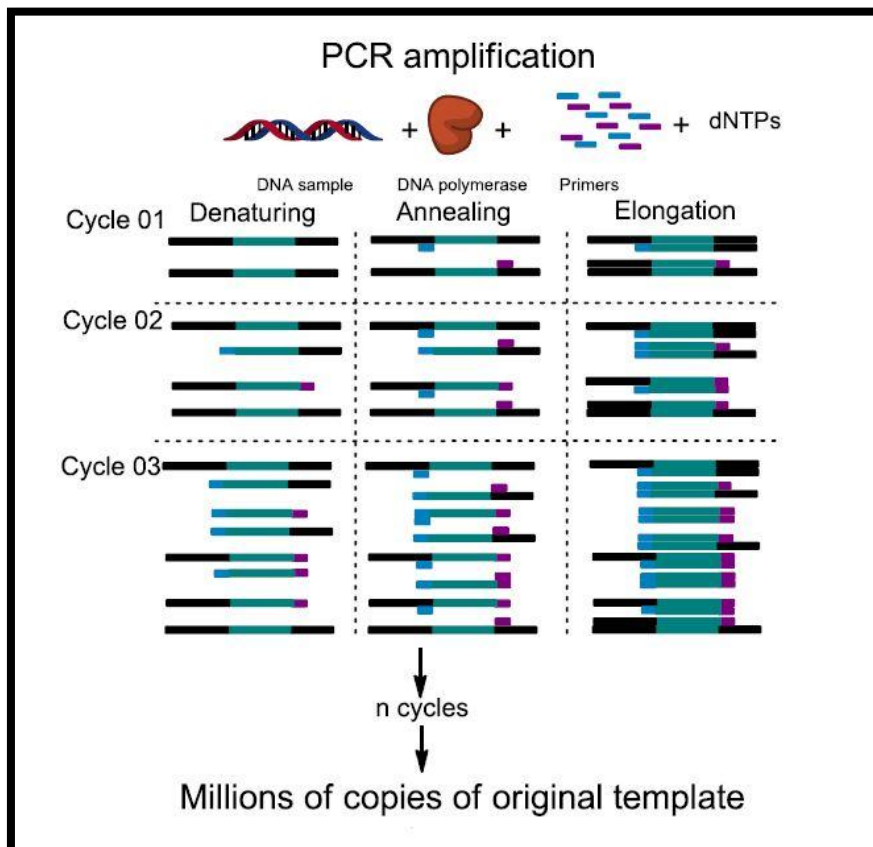 PCR amplification
+ + + dNTPs
DNA sample DNA polymerase Primers
Denaturing Annealing Elongation
Cycle 01
Cycle 02
Cycle 03
n cycles
Millions of copies of original template